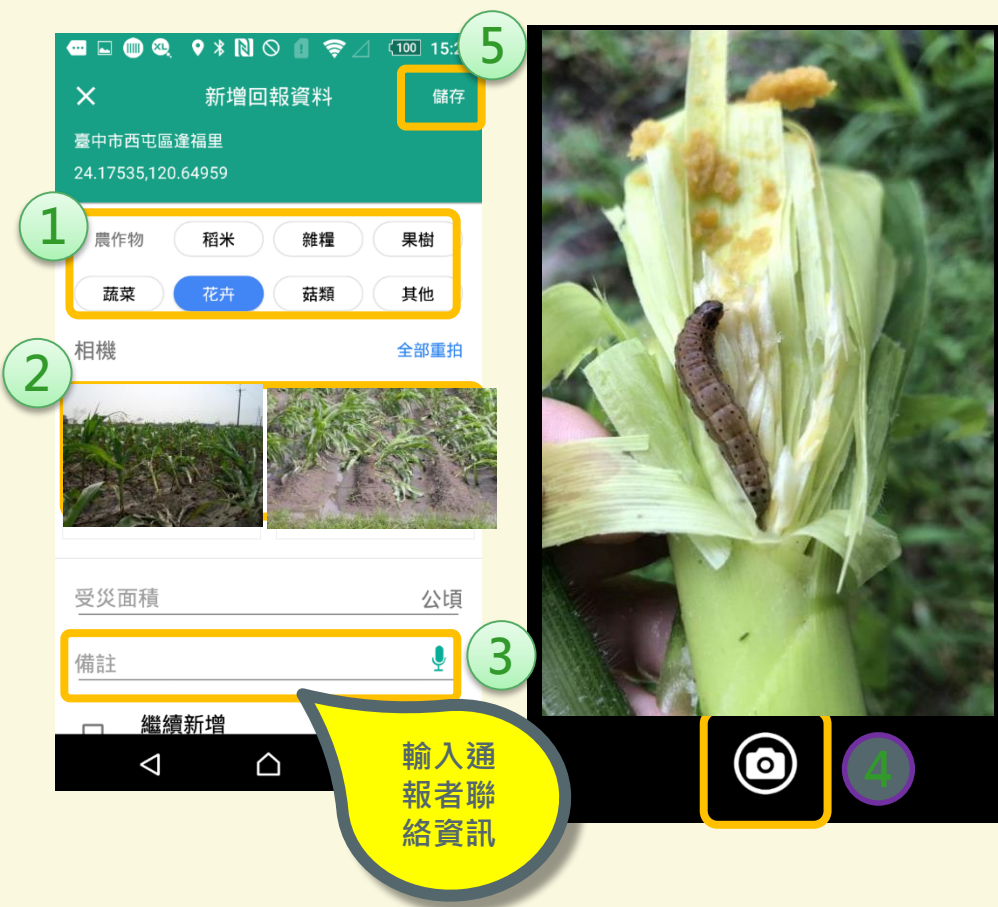 100 15:2
5
新增回報資料
儲存
臺中市西屯區逢福里
24.17535,120.64959
1
農作物
稻米
雜糧
果樹
蔬菜
花卉
菇類
其他
相機
全部重拍
2
受災面積
公頃
備註
3
繼續新增
輸入通
報者聯
絡資訊
4